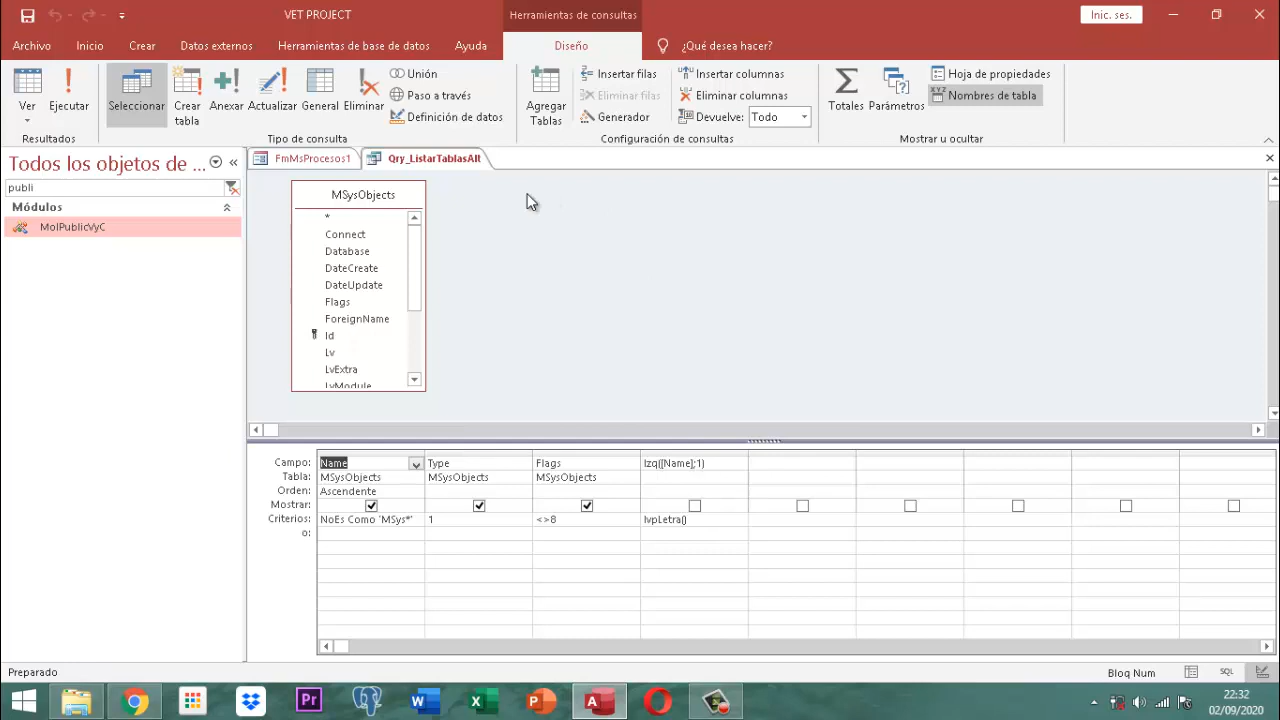 VET PROJECT
Herramientas de consultas
Inic. ses.
Archivo
Inicio
Crear
Datos externos
Herramientas de base de datos
Ayuda
Diseño
¿Qué desea hacer?
Ver
Ejecutar
Resultados
Seleccionar
Crear tabla
Anexar
Actualizar
General
Eliminar
Unión
Paso a través
Definición de datos
Tipo de consulta
Agregar Tablas
Insertar filas
Eliminar filas
Generador
Insertar columnas
Eliminar columnas
Devuelve: Todo
Configuración de consultas
Totales
Parámetros
Hoja de propiedades
XYZ Nombres de tabla
Mostrar u ocultar
Todos los objetos de ...
publi
Módulos
MolPublicVyC
FmMsProcesos1
Qry_ListarTablasAlt
MSysObjects
*
Connect
Database
DateCreate
DateUpdate
Flags
ForeignName
Id
Lv
LvExtra
LvModule
Campo: Name Type Flags Izq([Name];1)
Tabla: MSysObjects MSysObjects MSysObjects
Orden: Ascendente
Mostrar:
Criterios: NoEs Como 'MSys*' 1 <>8 IvpLetra()
o:
Preparado
Bloq Num
SQL
Pr
22:32
02/09/2020